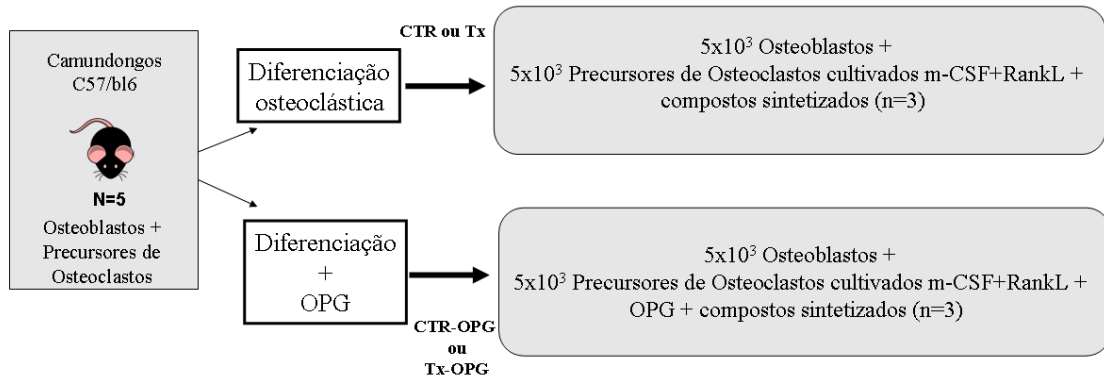 Camundongos
C57/bl6
N=5
Osteoblastos +
Precursores de
Osteoclastos
Diferenciação
osteoclástica
CTR ou Tx
5x10³ Osteoblastos +
5x10³ Precursores de Osteoclastos cultivados m-CSF+RankL +
compostos sintetizados (n=3)
Diferenciação
+
OPG
CTR-OPG
ou
Tx-OPG
5x10³ Osteoblastos +
5x10³ Precursores de Osteoclastos cultivados m-CSF+RankL +
OPG + compostos sintetizados (n=3)